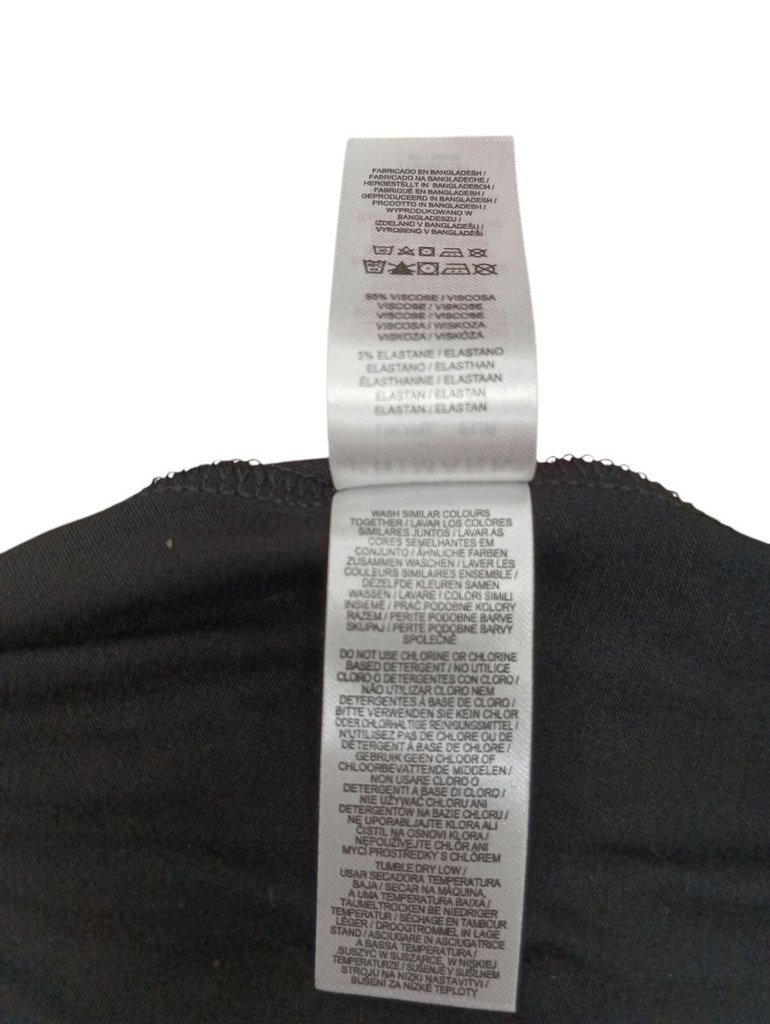 FABRICADO EN BANGLADESH /
FABRICADO NA BANGLADECHE /
HERGESTELLT IN BANGLADESCH /
FABRIQUÉ EN BANGLADESH /
GEPRODUCEERD IN BANGLADESH /
PRODOTTO IN BANGLADESH /
WYPRODUKOWANO W
BANGLADESZU /
IZDELANO V BANGLADEŠU /
VYROBENO V BANGLADÉŠI
95% VISCOSE / VISCOSA
VISCOSE / VISKOSE
VISCOSE / VISCOSE
VISCOSA / WISKOZA
VISKOZA / VISKÓZA
5% ELASTANE / ELASTANO
ELASTANO / ELASTHAN
ÉLASTHANNE / ELASTAAN
ELASTAN / ELASTAN
ELASTAN / ELASTAN
WASH SIMILAR COLOURS
TOGETHER / LAVAR LOS COLORES
SIMILARES JUNTOS / LAVAR AS
CORES SEMELHANTES EM
CONJUNTO / ÄHNLICHE FARBEN
ZUSAMMEN WASCHEN / LAVER LES
COULEURS SIMILAIRES ENSEMBLE /
DEZELFDE KLEUREN SAMEN
WASSEN / LAVARE I COLORI SIMILI
INSIEME / PRAĆ PODOBNE KOLORY
RAZEM / PERITE PODOBNE BARVE
SKUPAJ / PERTE PODOBNÉ BARVY
SPOLEČNĚ
DO NOT USE CHLORINE OR CHLORINE
BASED DETERGENT / NO UTILICE
CLORO O DETERGENTES CON CLORO /
NÃO UTILIZAR CLORO NEM
DETERGENTES À BASE DE CLORO /
BITTE VERWENDEN SIE KEIN CHLOR
ODER CHLORHALTIGE REINIGUNGSMITTEL /
N'UTILISEZ PAS DE CHLORE OU DE
DÉTERGENT À BASE DE CHLORE /
GEBRUIK GEEN CHLOOR OF
CHLOORBEVATTENDE MIDDELEN /
NON USARE CLORO O
DETERGENTI A BASE DI CLORO /
NIE UŻYWAĆ CHLORU ANI
DETERGENTÓW NA BAZIE CHLORU /
NE UPORABLJAJTE KLORA ALI
ČISTIL NA OSNOVI KLORA /
NEPOUŽÍVEJTE CHLÓR ANI
MYCÍ PROSTŘEDKY S CHLÓREM
TUMBLE DRY LOW /
USAR SECADORA TEMPERATURA
BAJA / SECAR NA MÁQUINA,
A UMA TEMPERATURA BAIXA /
TAUMELTROCKEN BE NIEDRIGER
TEMPERATUR / SÉCHAGE EN TAMBOUR
LÉGER / DROOGTROMMEL IN LAGE
STAND / ASCIUGARE IN ASCIUGATRICE
A BASSA TEMPERATURA /
SUSZYĆ W SUSZARCE, W NISKIEJ
TEMPERATURZE / SUŠENJE V SUŠILNEM
STROJU NA NIZKI NASTAVITVI /
SUŠENÍ ZA NÍZKÉ TEPLOTY